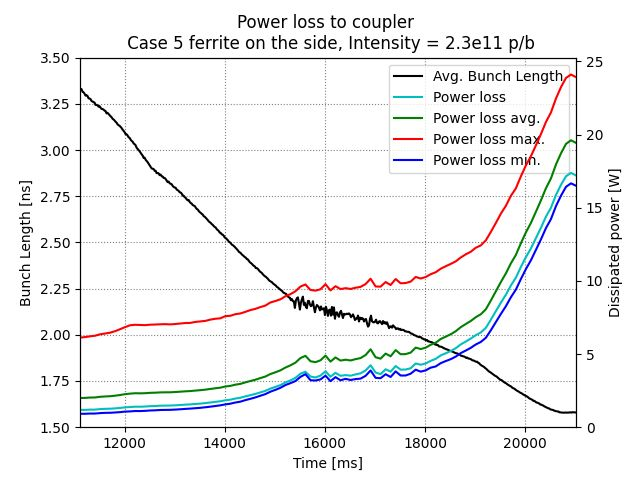 Power loss to coupler
Case 5 ferrite on the side, Intensity = 2.3e11 p/b
Avg. Bunch Length
Power loss
Power loss avg.
Power loss max.
Power loss min.
Bunch Length [ns]
3.50
3.25
3.00
2.75
2.50
2.25
2.00
1.75
1.50
25
20
15
10
5
0
Dissipated power [W]
12000 14000 16000 18000 20000
Time [ms]